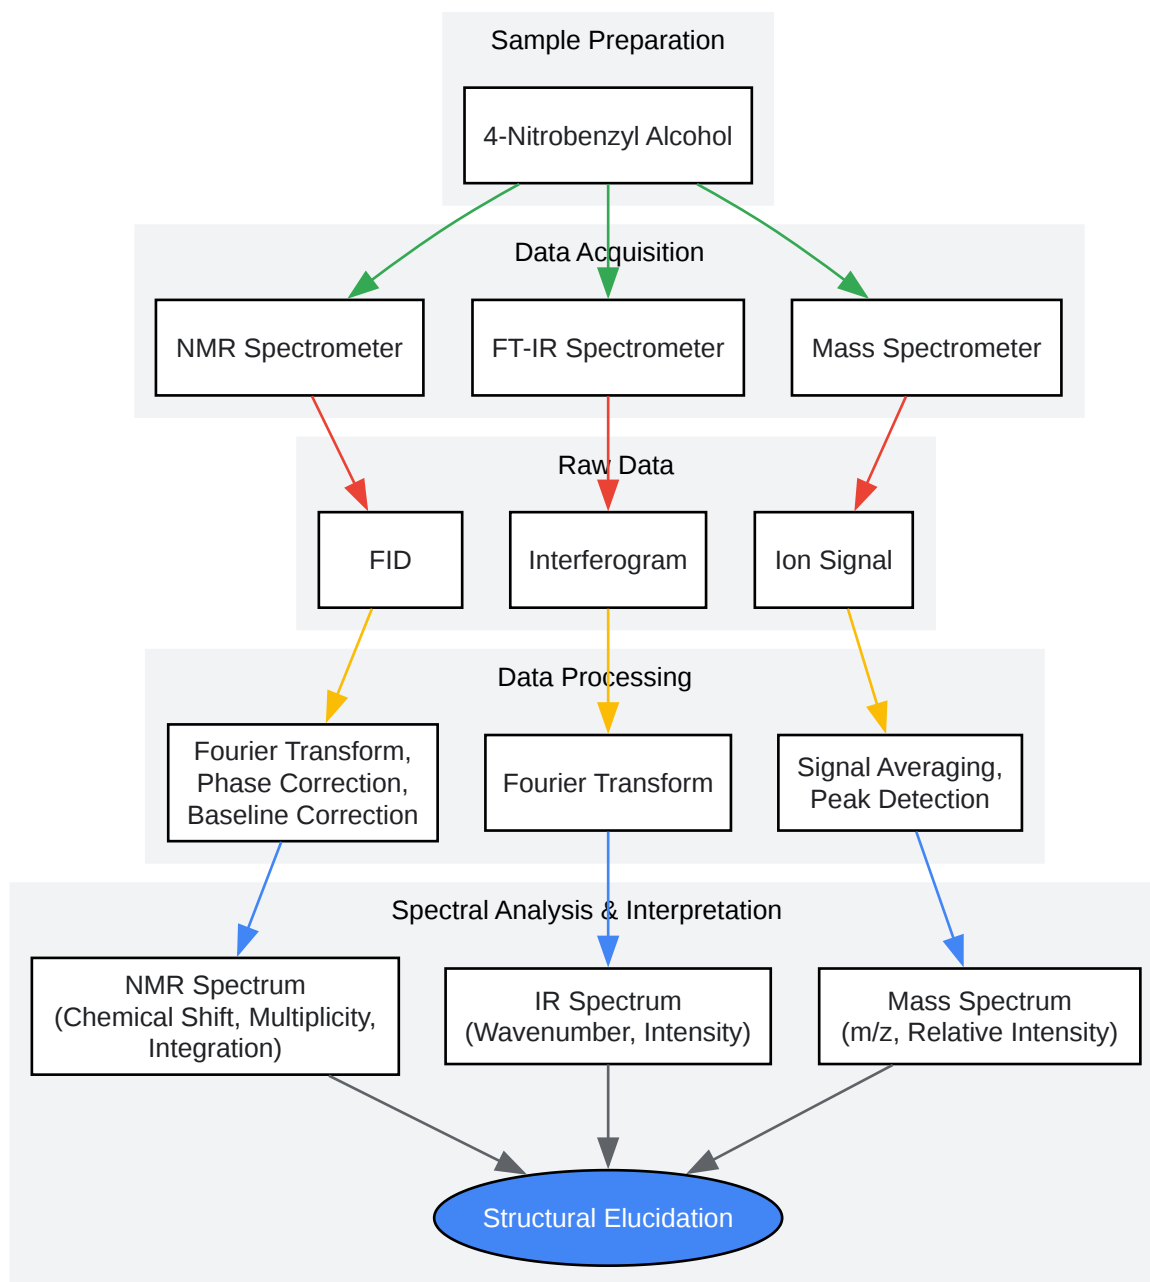 Sample Preparation
4-Nitrobenzyl Alcohol
Data Acquisition
NMR Spectrometer
FT-IR Spectrometer
Mass Spectrometer
Raw Data
FID
Interferogram
Ion Signal
Data Processing
Fourier Transform,
Phase Correction,
Baseline Correction
Fourier Transform
Signal Averaging,
Peak Detection
Spectral Analysis & Interpretation
NMR Spectrum
(Chemical Shift, Multiplicity,
Integration)
IR Spectrum
(Wavenumber, Intensity)
Mass Spectrum
(m/z, Relative Intensity)
Structural Elucidation